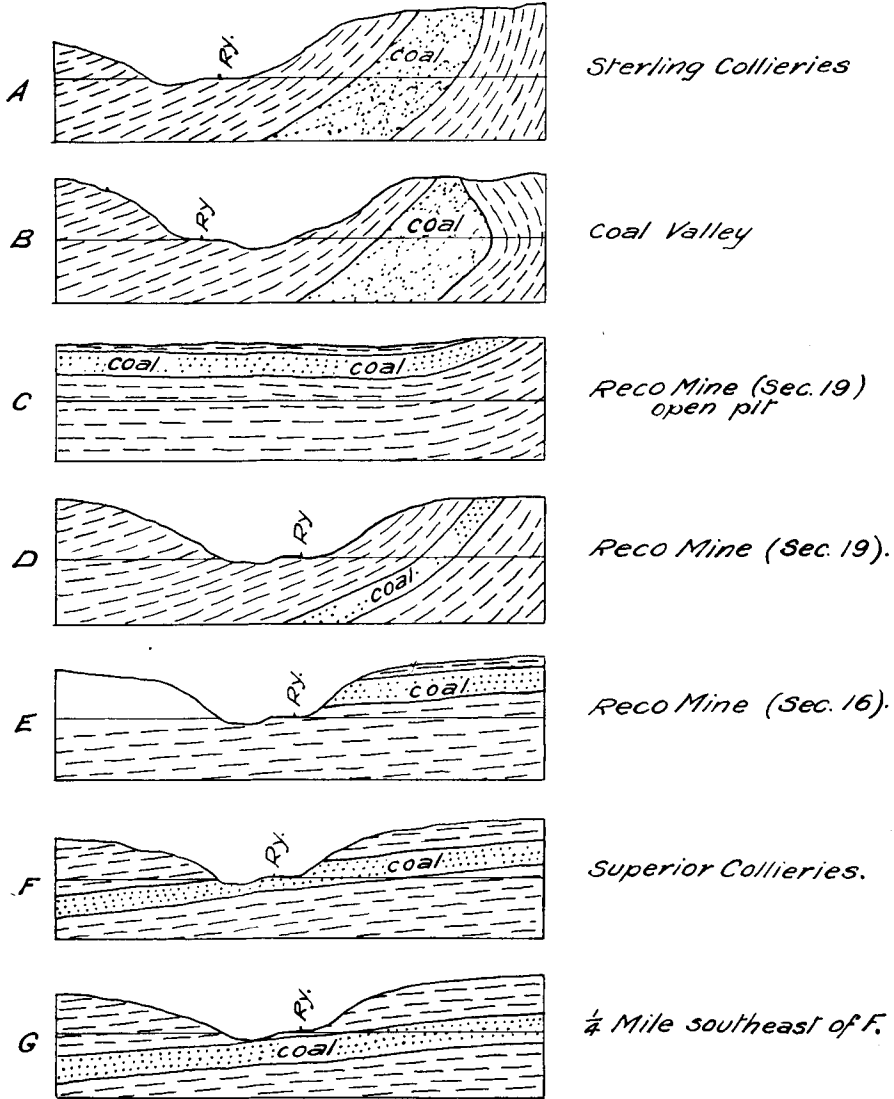 A
Ry.
coal
Sterling Collieries
B
Ry
coal
Coal Valley
C
coal
coal
Reco Mine (Sec. 19)
open pit
D
Ry
coal
Reco Mine (Sec. 19).
E
Ry.
coal
Reco Mine (Sec. 16).
F
Ry.
coal
Superior Collieries.
G
Ry.
coal
¼ Mile southeast of F.